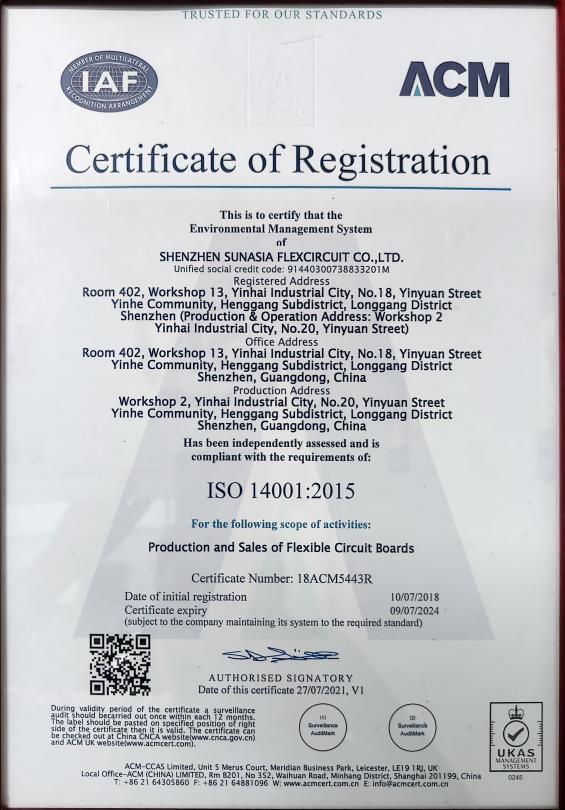 TRUSTED FOR OUR STANDARDS
MEMBER OF MULTILATERAL
IAF
RECOGNITION ARRANGEMENT
ACM
Certificate of Registration
This is to certify that the
Environmental Management System
of
SHENZHEN SUNASIA FLEXCIRCUIT CO.,LTD.
Unified social credit code: 91440300738833201M
Registered Address
Room 402, Workshop 13, Yinhai Industrial City, No.18, Yinyuan Street
Yinhe Community, Henggang Subdistrict, Longgang District
Shenzhen (Production & Operation Address: Workshop 2
Yinhai Industrial City, No.20, Yinyuan Street)
Office Address
Room 402, Workshop 13, Yinhai Industrial City, No.18, Yinyuan Street
Yinhe Community, Henggang Subdistrict, Longgang District
Shenzhen, Guangdong, China
Production Address
Workshop 2, Yinhai Industrial City, No.20, Yinyuan Street
Yinhe Community, Henggang Subdistrict, Longgang District
Shenzhen, Guangdong, China
Has been independently assessed and is
compliant with the requirements of:
ISO 14001:2015
For the following scope of activities:
Production and Sales of Flexible Circuit Boards
Certificate Number: 18ACM5443R
Date of initial registration 10/07/2018
Certificate expiry 09/07/2024
(subject to the company maintaining its system to the required standard)
AUTHORISED SIGNATORY
Date of this certificate 27/07/2021, V1
During validity period of the certificate a surveillance
audit should becarried out once within each 12 months.
The label should be pasted on specified position of right
side of the certificate then it is valid. The certificate can
be checked out at China CNCA website(www.cnca.gov.cn)
and ACM UK website(www.acmcert.com).
(1)
Surveillance
AuditMark
(2)
Surveillance
AuditMark
UKAS
MANAGEMENT
SYSTEMS
0245
ACM-CCAS Limited, Unit 5 Merus Court, Meridian Business Park, Leicester, LE19 1RJ, UK
Local Office-ACM (CHINA) LIMITED, Rm B201, No 352, Waihuan Road, Minhang District, Shanghai 201199, China
T: +86 21 64305860 F: +86 21 64881096 W: www.acmcert.com.cn E: info@acmcert.com.cn